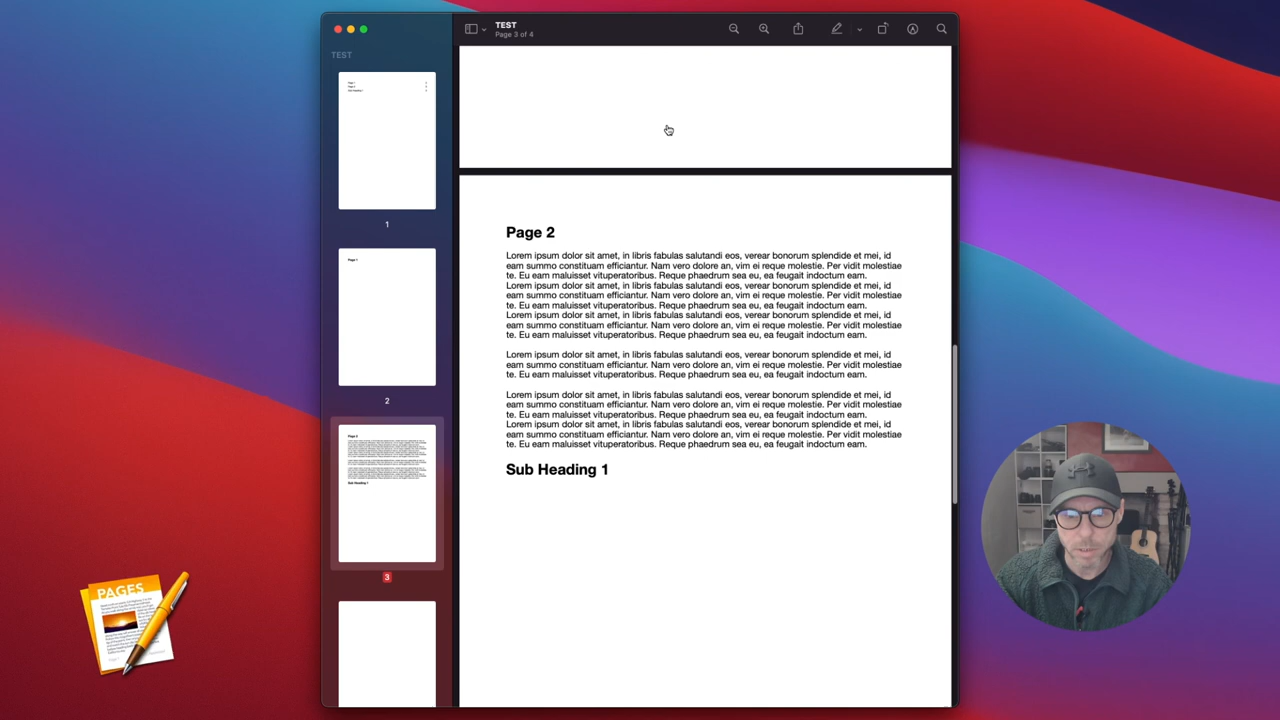 TEST
Page 3 of 4
TEST
Page 1
Page 2
Sub Heading 1
1
Page 1
2
Page 2
Sub Heading 1
3
Page 2
Lorem ipsum dolor sit amet, in libris fabulas salutandi eos, verear bonorum splendide et mei, id
eam summo constituam efficiantur. Nam vero dolore an, vim ei reque molestie. Per vidit molestiae
te. Eu eam maluisset vituperatoribus. Reque phaedrum sea eu, ea feugait indoctum eam.
Lorem ipsum dolor sit amet, in libris fabulas salutandi eos, verear bonorum splendide et mei, id
eam summo constituam efficiantur. Nam vero dolore an, vim ei reque molestie. Per vidit molestiae
te. Eu eam maluisset vituperatoribus. Reque phaedrum sea eu, ea feugait indoctum eam.
Lorem ipsum dolor sit amet, in libris fabulas salutandi eos, verear bonorum splendide et mei, id
eam summo constituam efficiantur. Nam vero dolore an, vim ei reque molestie. Per vidit molestiae
te. Eu eam maluisset vituperatoribus. Reque phaedrum sea eu, ea feugait indoctum eam.
Lorem ipsum dolor sit amet, in libris fabulas salutandi eos, verear bonorum splendide et mei, id
eam summo constituam efficiantur. Nam vero dolore an, vim ei reque molestie. Per vidit molestiae
te. Eu eam maluisset vituperatoribus. Reque phaedrum sea eu, ea feugait indoctum eam.
Lorem ipsum dolor sit amet, in libris fabulas salutandi eos, verear bonorum splendide et mei, id
eam summo constituam efficiantur. Nam vero dolore an, vim ei reque molestie. Per vidit molestiae
te. Eu eam maluisset vituperatoribus. Reque phaedrum sea eu, ea feugait indoctum eam.
Lorem ipsum dolor sit amet, in libris fabulas salutandi eos, verear bonorum splendide et mei, id
eam summo constituam efficiantur. Nam vero dolore an, vim ei reque molestie. Per vidit molestiae
te. Eu eam maluisset vituperatoribus. Reque phaedrum sea eu, ea feugait indoctum eam.
Sub Heading 1
PAGES